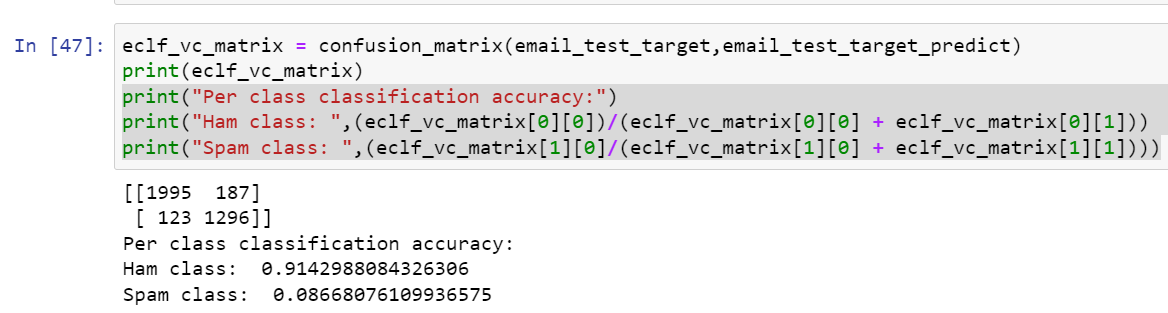 In [47]: eclf_vc_matrix = confusion_matrix(email_test_target,email_test_target_predict)
print(eclf_vc_matrix)
print("Per class classification accuracy:")
print("Ham class: ",(eclf_vc_matrix[0][0])/(eclf_vc_matrix[0][0] + eclf_vc_matrix[0][1]))
print("Spam class: ",(eclf_vc_matrix[1][0]/(eclf_vc_matrix[1][0] + eclf_vc_matrix[1][1])))
[[1995  187]
 [ 123 1296]]
Per class classification accuracy:
Ham class:  0.9142988084326306
Spam class:  0.08668076109936575